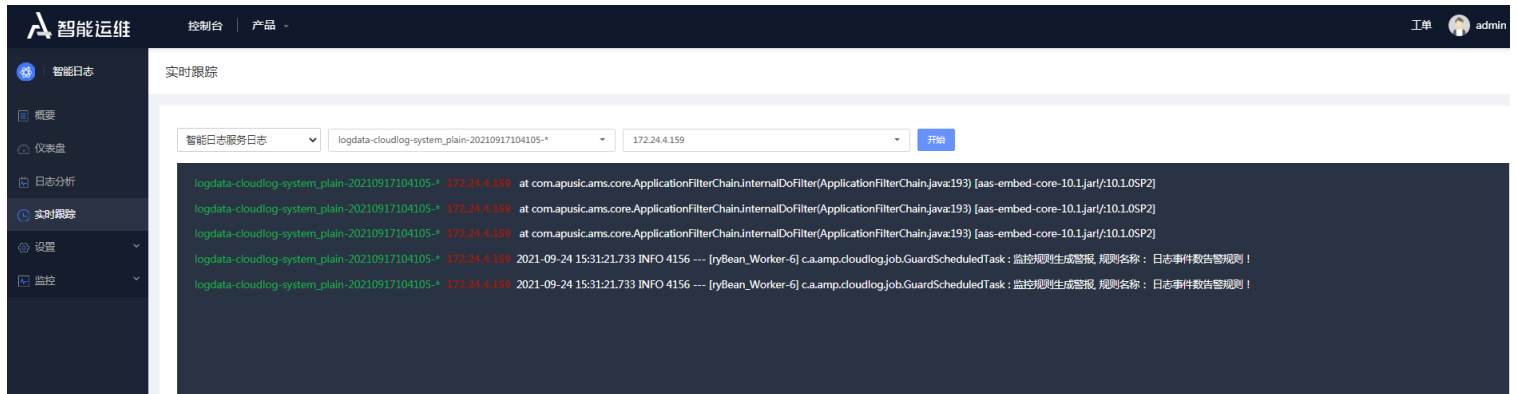 智能运维 控制台 产品 工单 admin
智能日志 实时跟踪
概要
仪表盘
日志分析
实时跟踪
设置
监控
智能日志服务日志 logdata-cloudlog-system_plain-20210917104105-* 172.24.4.159 开始
logdata-cloudlog-system_plain-20210917104105-* 172.24.4.159 at com.apusic.ams.core.ApplicationFilterChain.internalDoFilter(ApplicationFilterChain.java:193) [aas-embed-core-10.1.jar!/:10.1.0SP2]
logdata-cloudlog-system_plain-20210917104105-* 172.24.4.159 at com.apusic.ams.core.ApplicationFilterChain.internalDoFilter(ApplicationFilterChain.java:193) [aas-embed-core-10.1.jar!/:10.1.0SP2]
logdata-cloudlog-system_plain-20210917104105-* 172.24.4.159 at com.apusic.ams.core.ApplicationFilterChain.internalDoFilter(ApplicationFilterChain.java:193) [aas-embed-core-10.1.jar!/:10.1.0SP2]
logdata-cloudlog-system_plain-20210917104105-* 172.24.4.159 2021-09-24 15:31:21.733 INFO 4156 --- [ryBean_Worker-6] c.a.amp.cloudlog.job.GuardScheduledTask : 监控规则生成警报, 规则名称： 日志事件数告警规则！
logdata-cloudlog-system_plain-20210917104105-* 172.24.4.159 2021-09-24 15:31:21.733 INFO 4156 --- [ryBean_Worker-6] c.a.amp.cloudlog.job.GuardScheduledTask : 监控规则生成警报, 规则名称： 日志事件数告警规则！